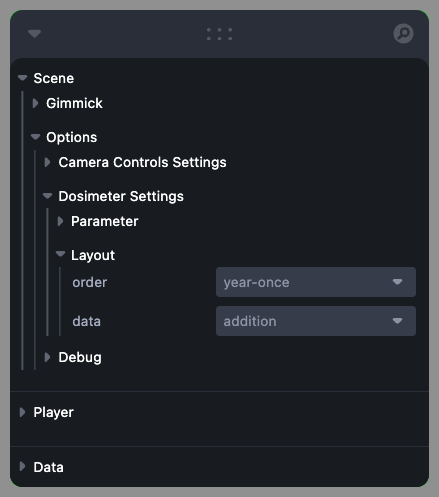 Scene
Gimmick
Options
Camera Controls Settings
Dosimeter Settings
Parameter
Layout
order year-once
data addition
Debug
Player
Data